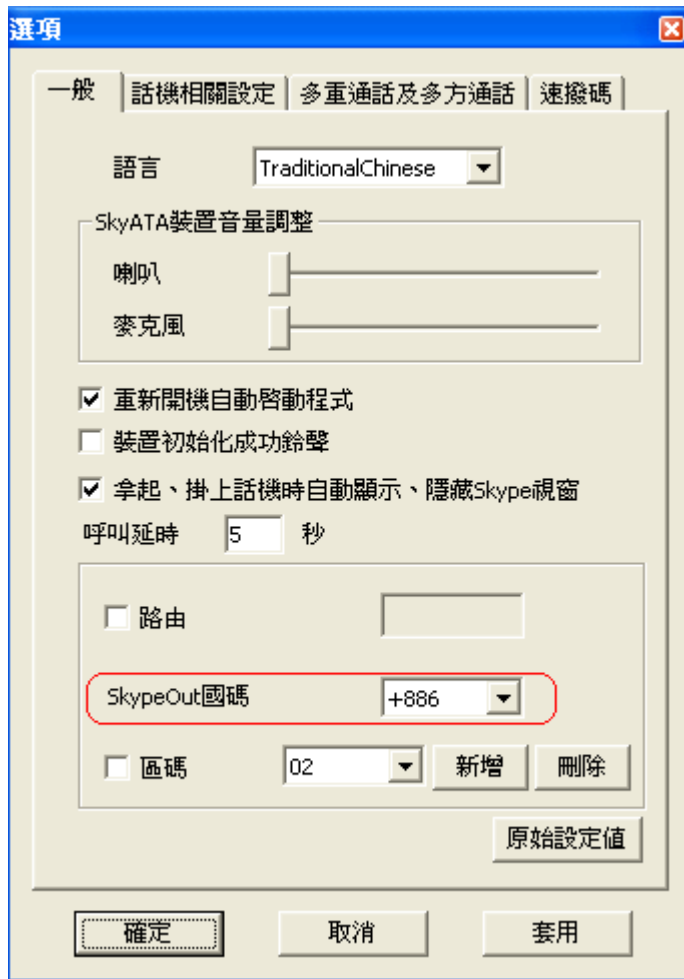 選項
一般 話機相關設定 多重通話及多方通話 速撥碼
語言 TraditionalChinese
SkyATA裝置音量調整
喇叭
麥克風
重新開機自動啓動程式
裝置初始化成功鈴聲
拿起、掛上話機時自動顯示、隱藏Skype視窗
呼叫延時 5 秒
路由
SkypeOut國碼 +886
區碼 02 新增 刪除
原始設定值
確定 取消 套用